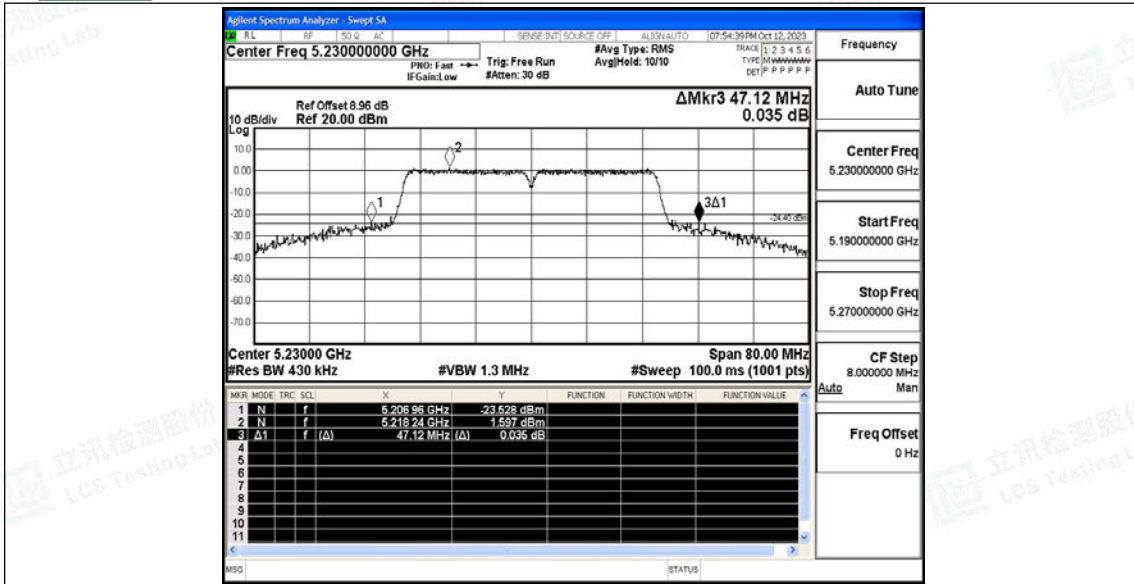 Agilent Spectrum Analyzer - Swept SA
RL RF 50 Ω AC SENSE:INT SOURCE OFF ALIGNAUTO 07:54:39PM Oct 12, 2023
Center Freq 5.230000000 GHz
PNO: Fast
IFGain:Low
Trig: Free Run
#Atten: 30 dB
#Avg Type: RMS
Avg|Hold: 10/10
TRACE 1 2 3 4 5 6
TYPE M W W W W W
DET P P P P P P
Frequency
Ref Offset 8.96 dB
Ref 20.00 dBm
10 dB/div
Log
ΔMkr3 47.12 MHz
0.035 dB
10.0
0.00
-10.0
-20.0
-30.0
-40.0
-50.0
-60.0
-70.0
1
2
3Δ1
-24.40 dBm
Center 5.23000 GHz
#Res BW 430 kHz
#VBW 1.3 MHz
Span 80.00 MHz
#Sweep 100.0 ms (1001 pts)
MKR MODE TRC SCL X Y FUNCTION FUNCTION WIDTH FUNCTION VALUE
1 N f 5.206 96 GHz -23.528 dBm
2 N f 5.218 24 GHz 1.597 dBm
3 Δ1 f (Δ) 47.12 MHz (Δ) 0.035 dB
4
5
6
7
8
9
10
11
MSG STATUS
Auto Tune
Center Freq
5.230000000 GHz
Start Freq
5.190000000 GHz
Stop Freq
5.270000000 GHz
CF Step
8.000000 MHz
Auto Man
Freq Offset
0 Hz
立讯检测股份
LCS Testing Lab
立讯检测股份
LCS Testing L